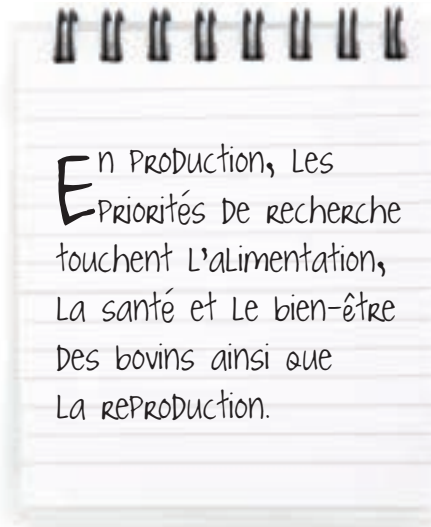 En production, les
priorités de recherche
touchent l'alimentation,
la santé et le bien-être
des bovins ainsi que
la reproduction.